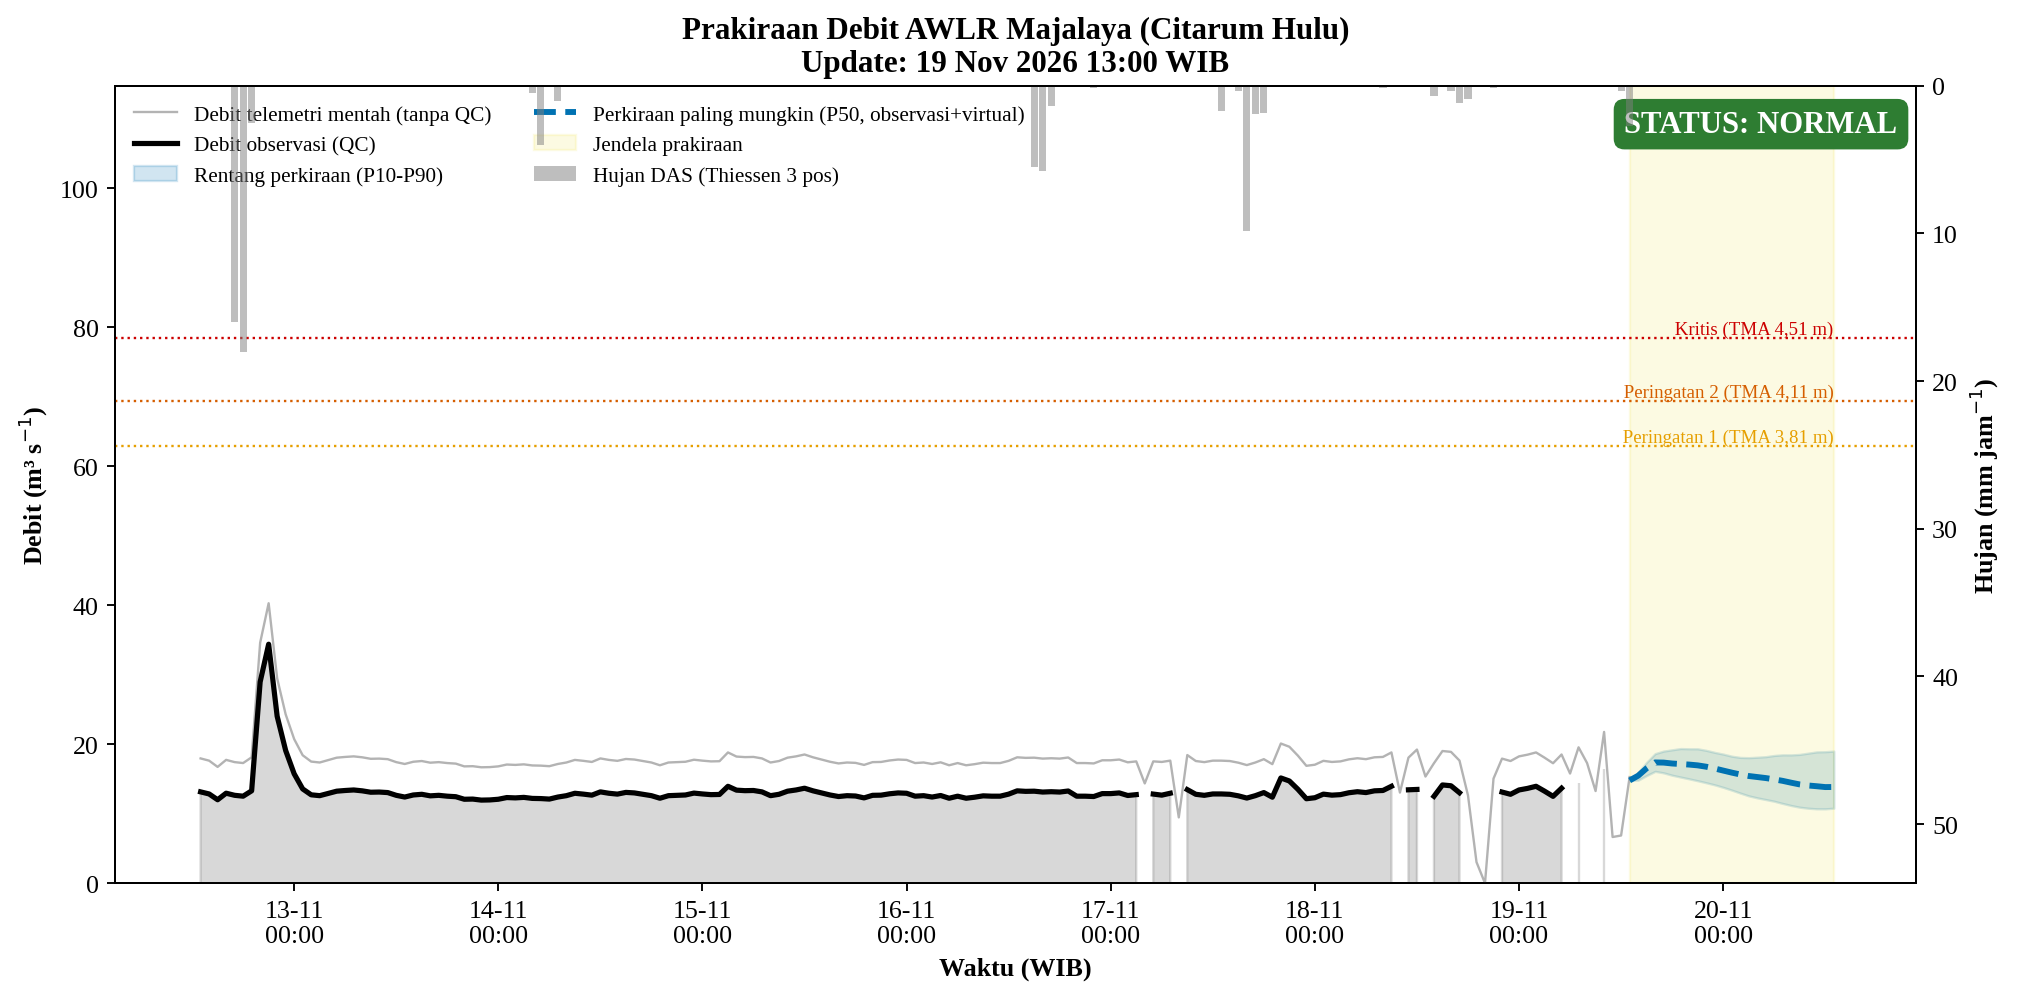 Prakiraan Debit AWLR Majalaya (Citarum Hulu)
Update: 19 Nov 2026 13:00 WIB
Debit telemetri mentah (tanpa QC)
Debit observasi (QC)
Rentang perkiraan (P10-P90)
Perkiraan paling mungkin (P50, observasi+virtual)
Jendela prakiraan
Hujan DAS (Thiessen 3 pos)
STATUS: NORMAL
Kritis (TMA 4,51 m)
Peringatan 2 (TMA 4,11 m)
Peringatan 1 (TMA 3,81 m)
Debit (m³ s⁻¹)
100
80
60
40
20
0
Hujan (mm jam⁻¹)
0
10
20
30
40
50
13-11
00:00
14-11
00:00
15-11
00:00
16-11
00:00
17-11
00:00
18-11
00:00
19-11
00:00
20-11
00:00
Waktu (WIB)